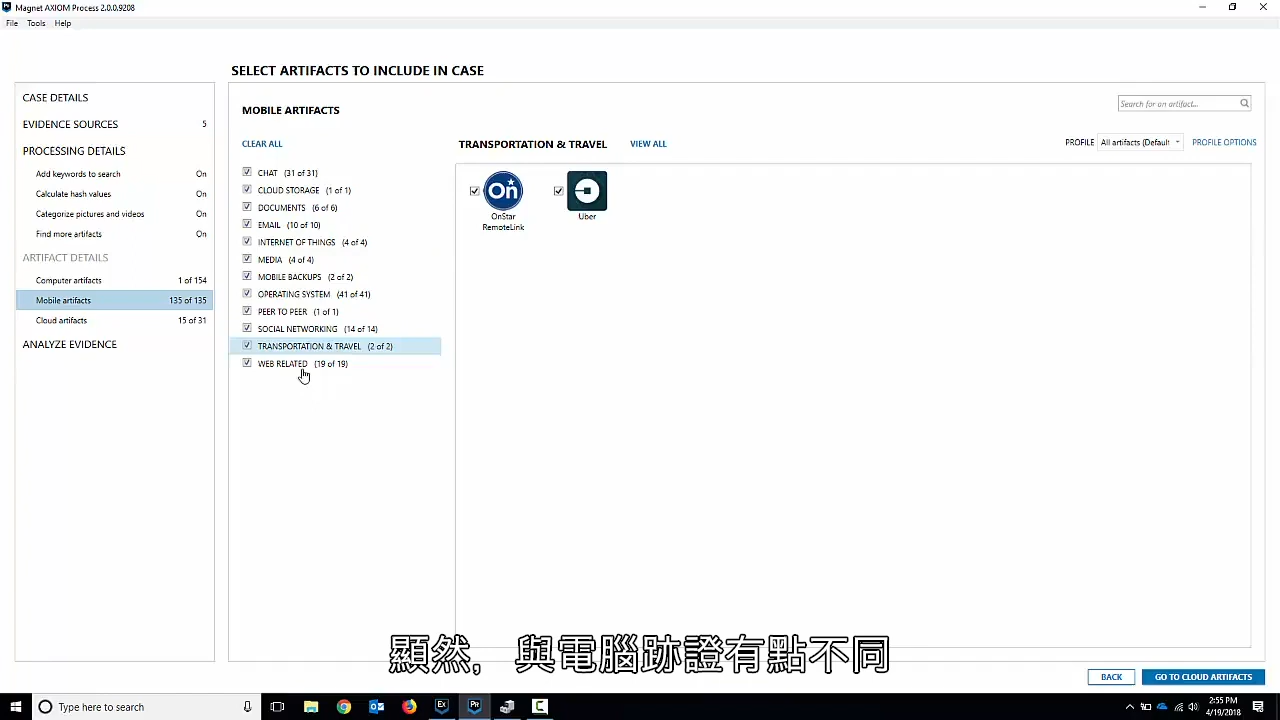 Magnet AXIOM Process 2.0.0.9208
File Tools Help
SELECT ARTIFACTS TO INCLUDE IN CASE
CASE DETAILS
EVIDENCE SOURCES 5
PROCESSING DETAILS
Add keywords to search On
Calculate hash values On
Categorize pictures and videos On
Find more artifacts On
ARTIFACT DETAILS
Computer artifacts 1 of 154
Mobile artifacts 135 of 135
Cloud artifacts 15 of 31
ANALYZE EVIDENCE
MOBILE ARTIFACTS
Search for an artifact...
CLEAR ALL
CHAT (31 of 31)
CLOUD STORAGE (1 of 1)
DOCUMENTS (6 of 6)
EMAIL (10 of 10)
INTERNET OF THINGS (4 of 4)
MEDIA (4 of 4)
MOBILE BACKUPS (2 of 2)
OPERATING SYSTEM (41 of 41)
PEER TO PEER (1 of 1)
SOCIAL NETWORKING (14 of 14)
TRANSPORTATION & TRAVEL (2 of 2)
WEB RELATED (19 of 19)
TRANSPORTATION & TRAVEL VIEW ALL
PROFILE All artifacts (Default PROFILE OPTIONS
On
OnStar
RemoteLink
Uber
顯然, 與電腦跡證有點不同
BACK GO TO CLOUD ARTIFACTS
Type here to search
Ex
Pr
2:55 PM
4/19/2018